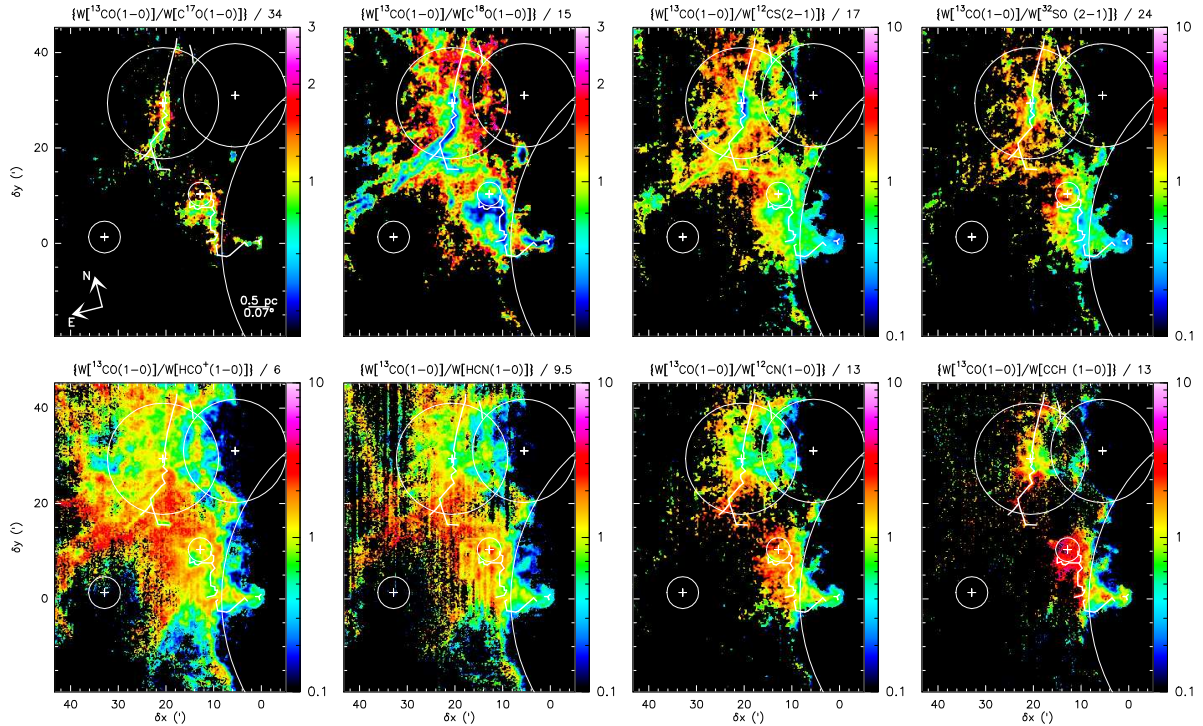 {W[¹³CO(1-0)]/W[C¹⁷O(1-0)]} / 34
{W[¹³CO(1-0)]/W[C¹⁸O(1-0)]} / 15
{W[¹³CO(1-0)]/W[¹²CS(2-1)]} / 17
{W[¹³CO(1-0)]/W[³²SO (2-1)]} / 24
40
20
0
δy (')
N
E
0.5 pc
0.07°
3
2
1
3
2
1
10
1
0.1
10
1
0.1
{W[¹³CO(1-0)]/W[HCO⁺(1-0)]} / 6
{W[¹³CO(1-0)]/W[HCN(1-0)]} / 9.5
{W[¹³CO(1-0)]/W[¹²CN(1-0)]} / 13
{W[¹³CO(1-0)]/W[CCH (1-0)]} / 13
40
20
0
δy (')
10
1
0.1
10
1
0.1
10
1
0.1
10
1
0.1
40 30 20 10 0
40 30 20 10 0
40 30 20 10 0
40 30 20 10 0
δx (')
δx (')
δx (')
δx (')